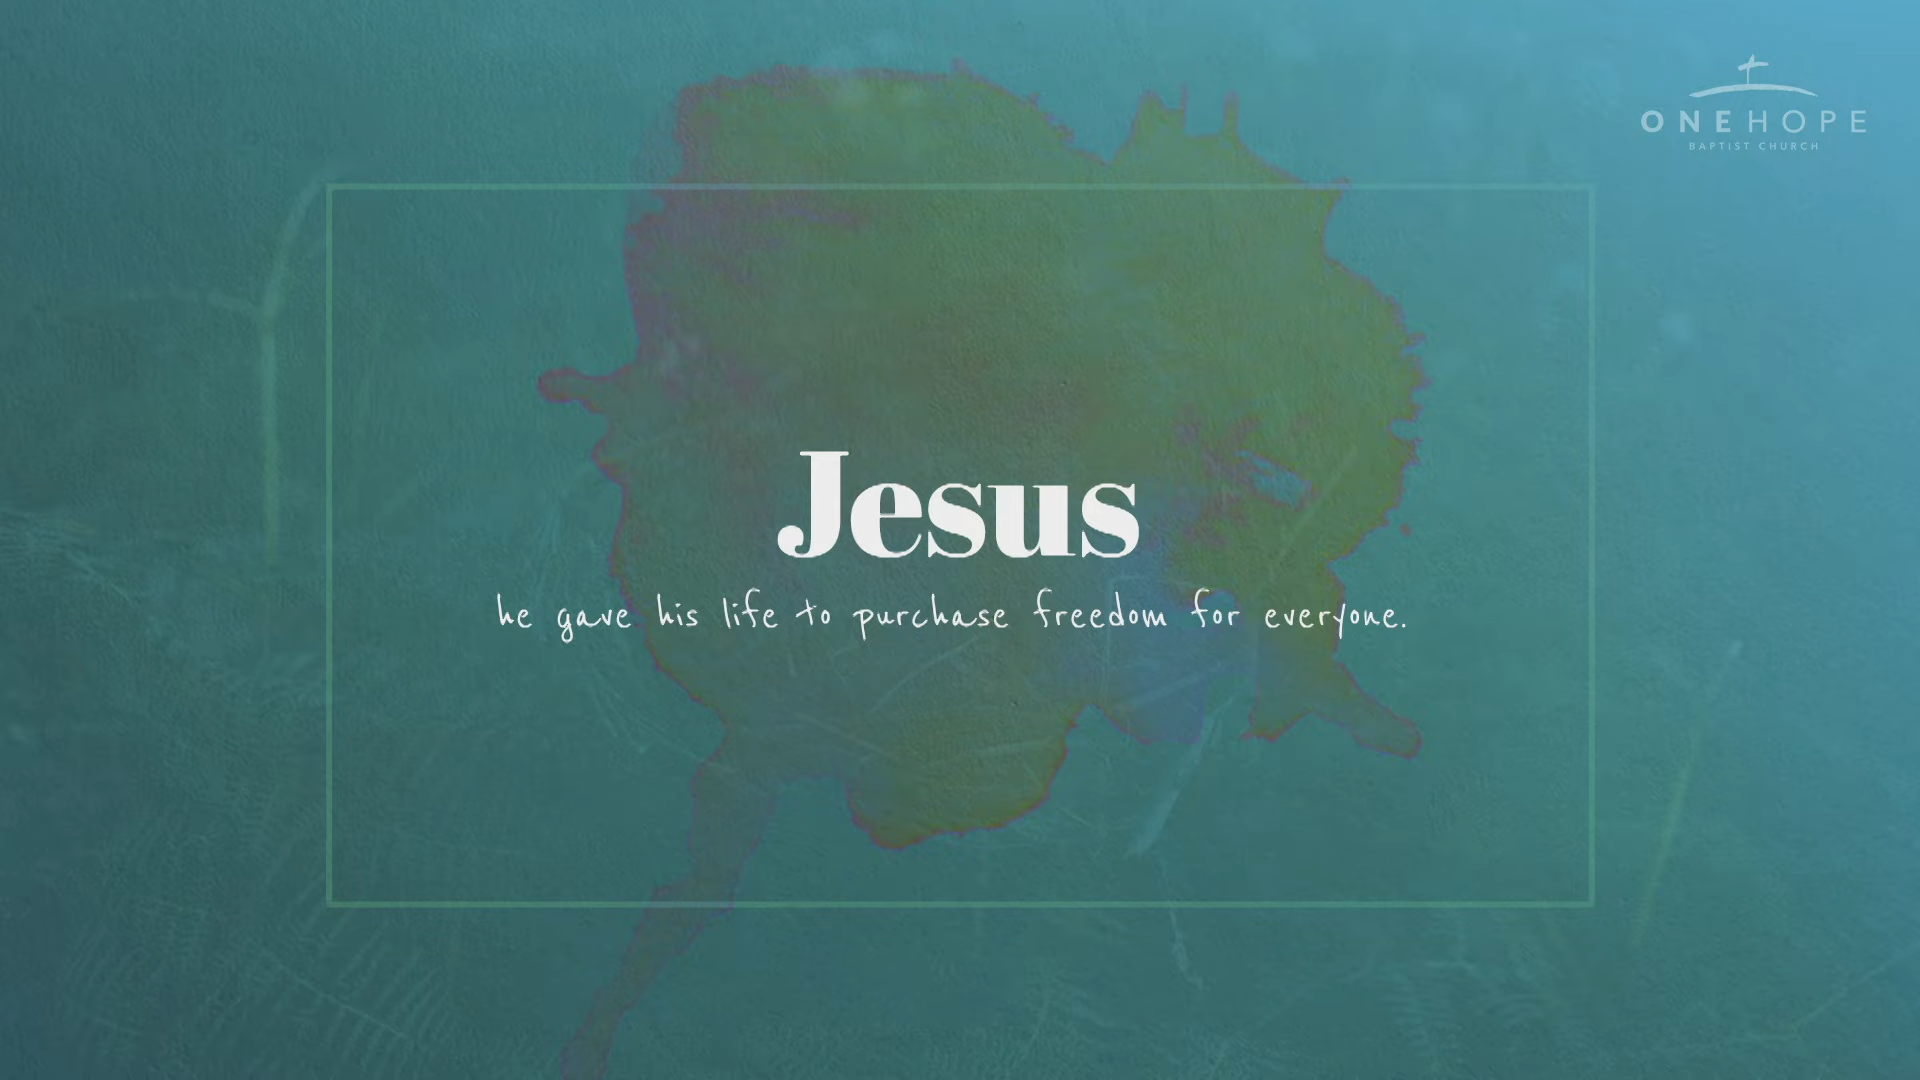 ONEHOPE
BAPTIST CHURCH
Jesus
he gave his life to purchase freedom for everyone.